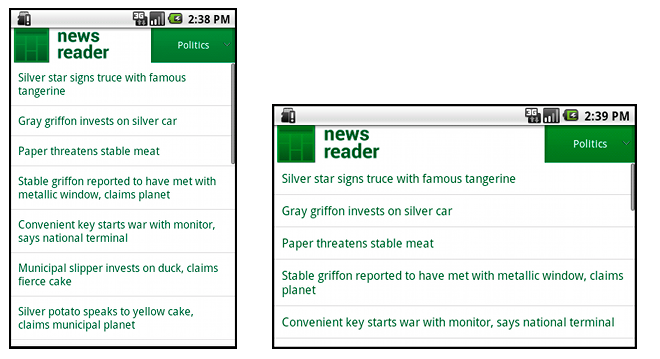 2:38 PM
news
reader
Politics
Silver star signs truce with famous
tangerine
Gray griffon invests on silver car
Paper threatens stable meat
Stable griffon reported to have met with
metallic window, claims planet
Convenient key starts war with monitor,
says national terminal
Municipal slipper invests on duck, claims
fierce cake
Silver potato speaks to yellow cake,
claims municipal planet
2:39 PM
news
reader
Politics
Silver star signs truce with famous tangerine
Gray griffon invests on silver car
Paper threatens stable meat
Stable griffon reported to have met with metallic window, claims
planet
Convenient key starts war with monitor, says national terminal